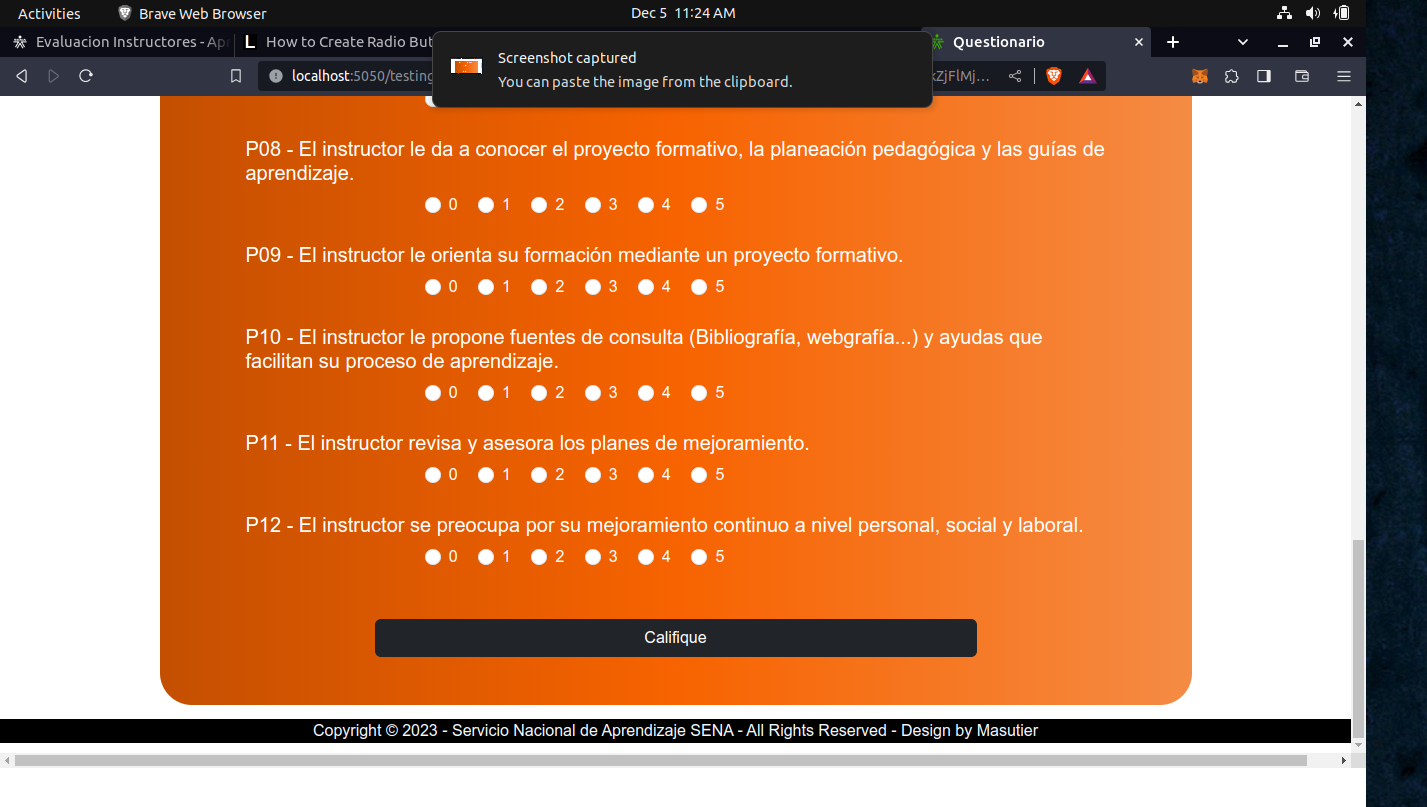 Activities
Brave Web Browser
Dec 5 11:24 AM
Evaluacion Instructores - Ap
L How to Create Radio But
Questionario
Screenshot captured
You can paste the image from the clipboard.
localhost:5050/testing
kZjFlMj...
P08 - El instructor le da a conocer el proyecto formativo, la planeación pedagógica y las guías de
aprendizaje.
0 1 2 3 4 5
P09 - El instructor le orienta su formación mediante un proyecto formativo.
0 1 2 3 4 5
P10 - El instructor le propone fuentes de consulta (Bibliografía, webgrafía...) y ayudas que
facilitan su proceso de aprendizaje.
0 1 2 3 4 5
P11 - El instructor revisa y asesora los planes de mejoramiento.
0 1 2 3 4 5
P12 - El instructor se preocupa por su mejoramiento continuo a nivel personal, social y laboral.
0 1 2 3 4 5
Califique
Copyright © 2023 - Servicio Nacional de Aprendizaje SENA - All Rights Reserved - Design by Masutier